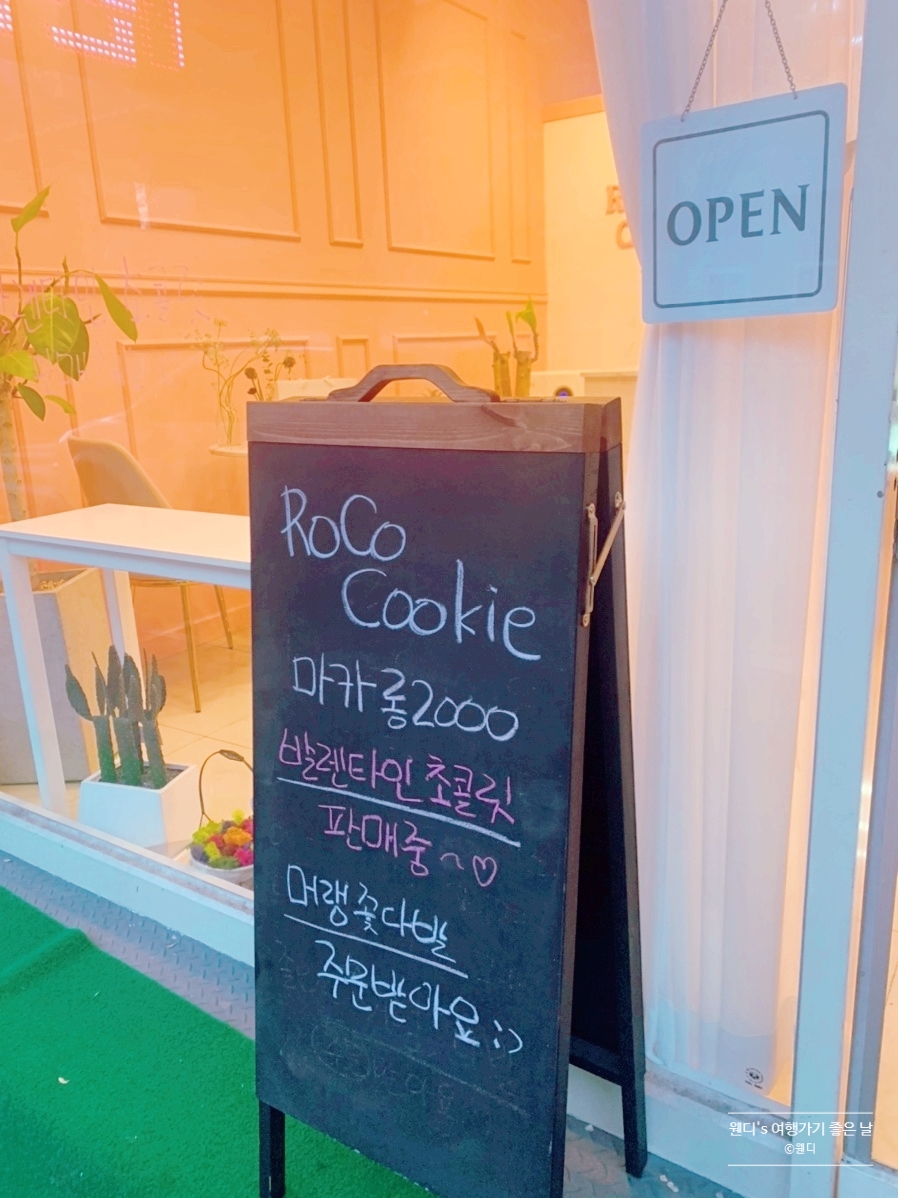 OPEN
RoCo
Cookie
마카롱2000
발렌타인 초콜릿
판매중~♡
머랭 꽃다발
주문받아요 :)
웬디's 여행가기 좋은 날
©웬디